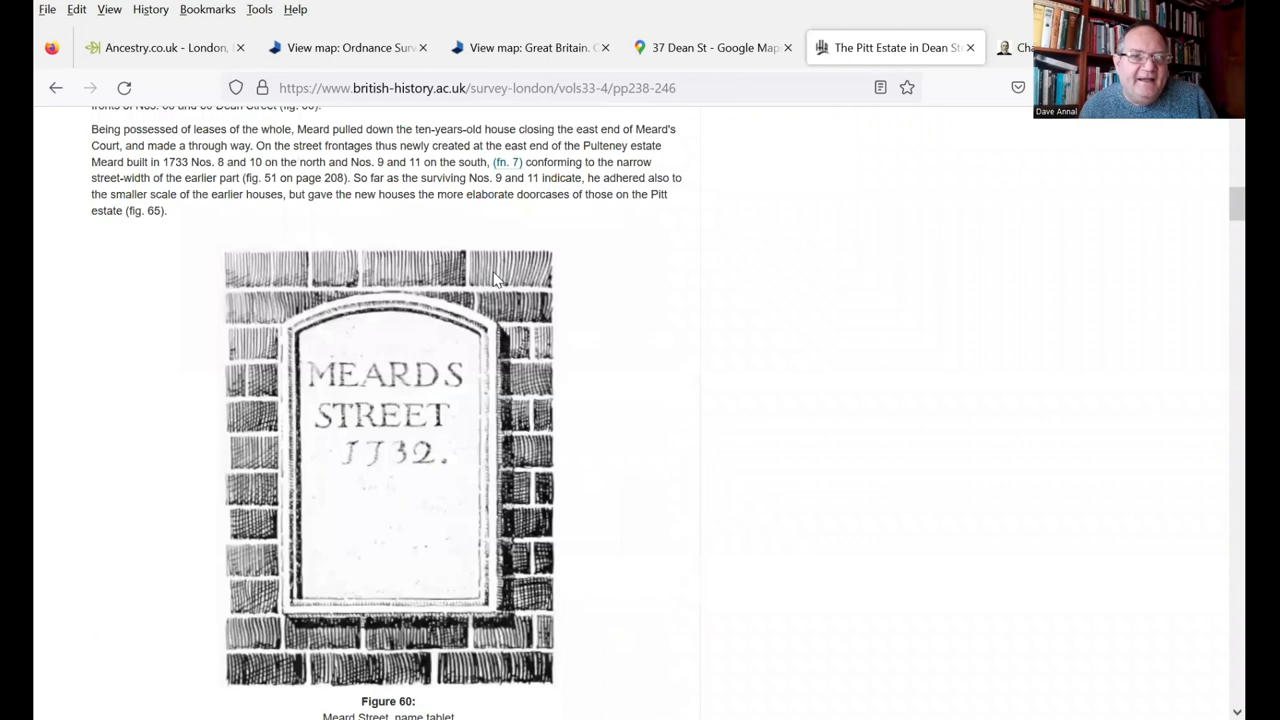 File Edit View History Bookmarks Tools Help
Ancestry.co.uk - London,
View map: Ordnance Surv
View map: Great Britain.
37 Dean St - Google Map
The Pitt Estate in Dean St
Cha
https://www.british-history.ac.uk/survey-london/vols33-4/pp238-246
Dave Annal
Being possessed of leases of the whole, Meard pulled down the ten-years-old house closing the east end of Meard's
Court, and made a through way. On the street frontages thus newly created at the east end of the Pulteney estate
Meard built in 1733 Nos. 8 and 10 on the north and Nos. 9 and 11 on the south, (fn. 7) conforming to the narrow
street-width of the earlier part (fig. 51 on page 208). So far as the surviving Nos. 9 and 11 indicate, he adhered also to
the smaller scale of the earlier houses, but gave the new houses the more elaborate doorcases of those on the Pitt
estate (fig. 65).
MEARDS
STREET
1732.
Figure 60:
Meard Street, name tablet